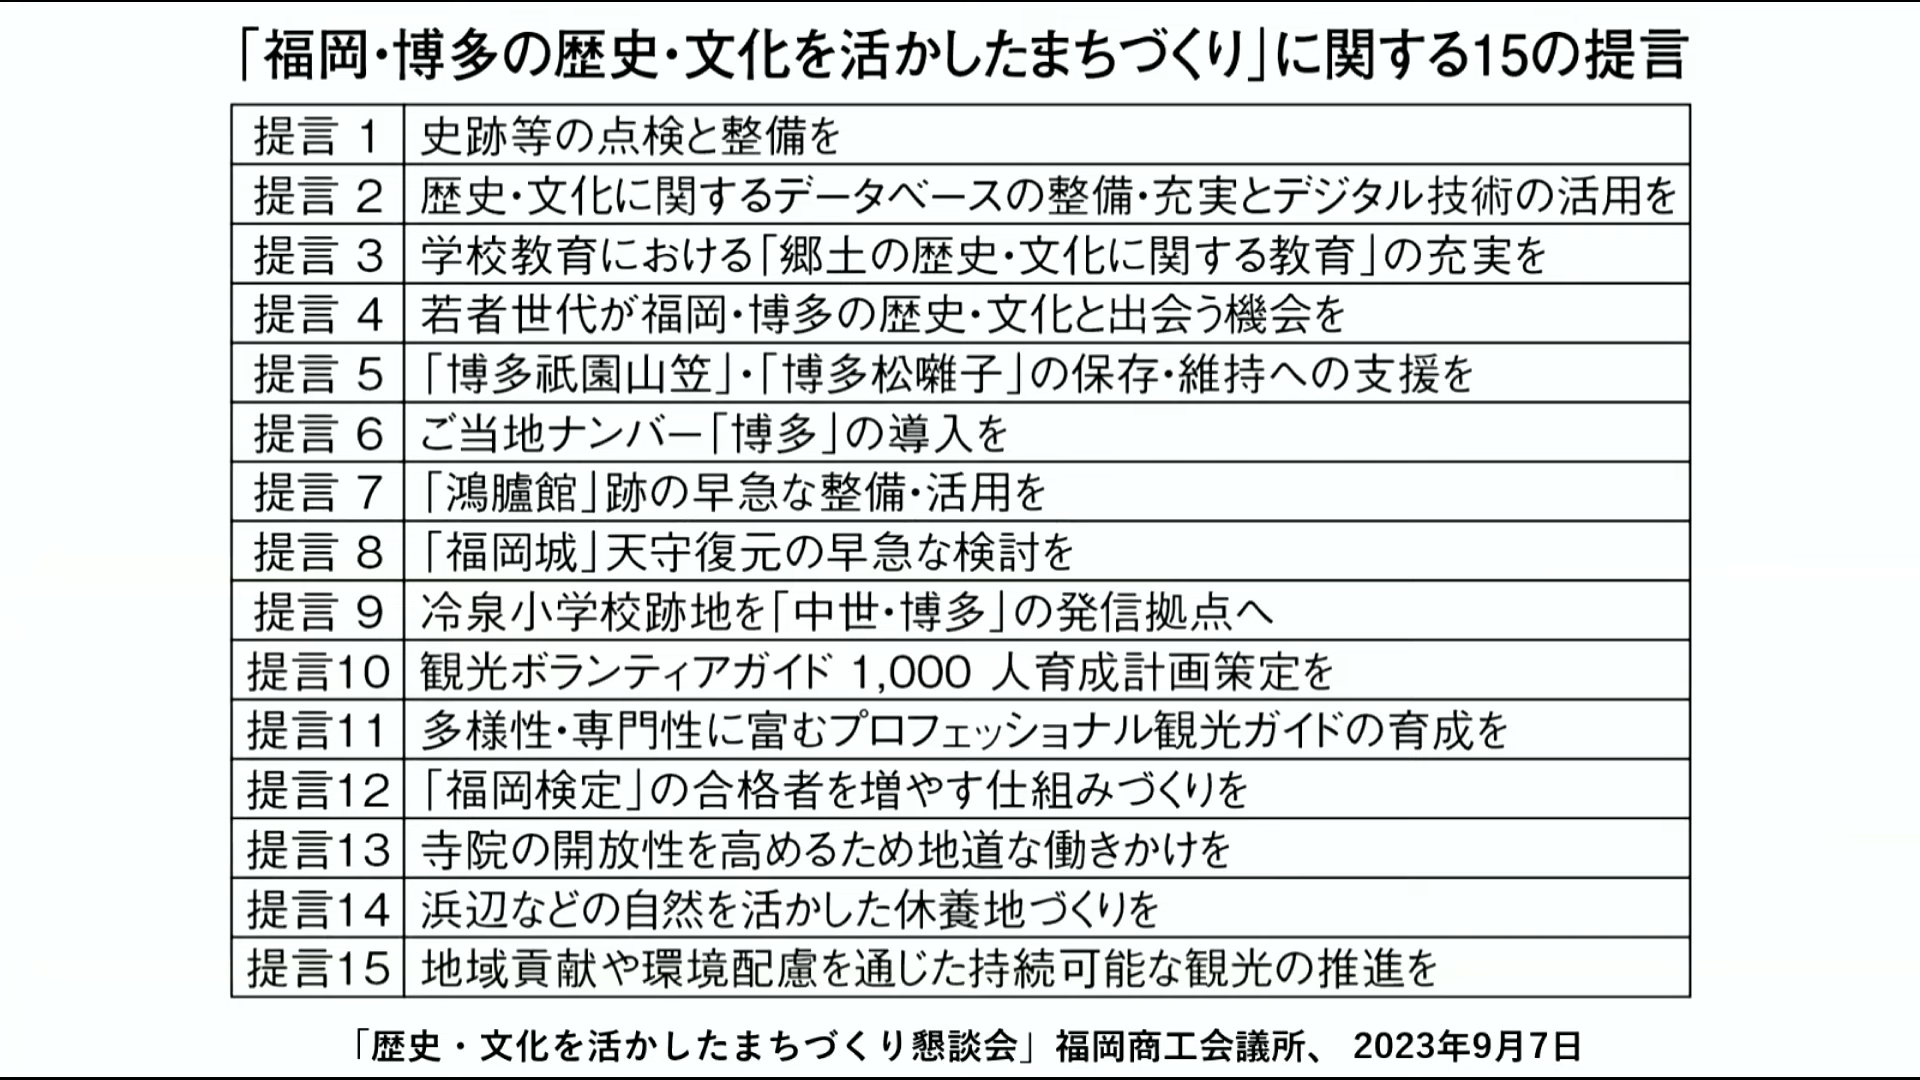 「福岡・博多の歴史・文化を活かしたまちづくり」に関する15の提言
提言 1 史跡等の点検と整備を
提言 2 歴史・文化に関するデータベースの整備・充実とデジタル技術の活用を
提言 3 学校教育における「郷土の歴史・文化に関する教育」の充実を
提言 4 若者世代が福岡・博多の歴史・文化と出会う機会を
提言 5 「博多祇園山笠」・「博多松囃子」の保存・維持への支援を
提言 6 ご当地ナンバー「博多」の導入を
提言 7 「鴻臚館」跡の早急な整備・活用を
提言 8 「福岡城」天守復元の早急な検討を
提言 9 冷泉小学校跡地を「中世・博多」の発信拠点へ
提言10 観光ボランティアガイド 1,000 人育成計画策定を
提言11 多様性・専門性に富むプロフェッショナル観光ガイドの育成を
提言12 「福岡検定」の合格者を増やす仕組みづくりを
提言13 寺院の開放性を高めるため地道な働きかけを
提言14 浜辺などの自然を活かした休養地づくりを
提言15 地域貢献や環境配慮を通じた持続可能な観光の推進を
「歴史・文化を活かしたまちづくり懇談会」福岡商工会議所、 2023年9月7日